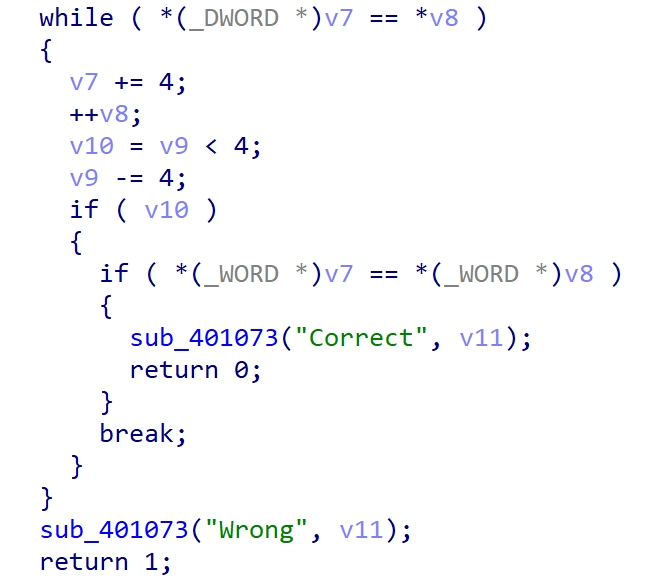 while ( *(_DWORD *)v7 == *v8 )
{
v7 += 4;
++v8;
v10 = v9 < 4;
v9 -= 4;
if ( v10 )
{
if ( *(_WORD *)v7 == *(_WORD *)v8 )
{
sub_401073("Correct", v11);
return 0;
}
break;
}
}
sub_401073("Wrong", v11);
return 1;